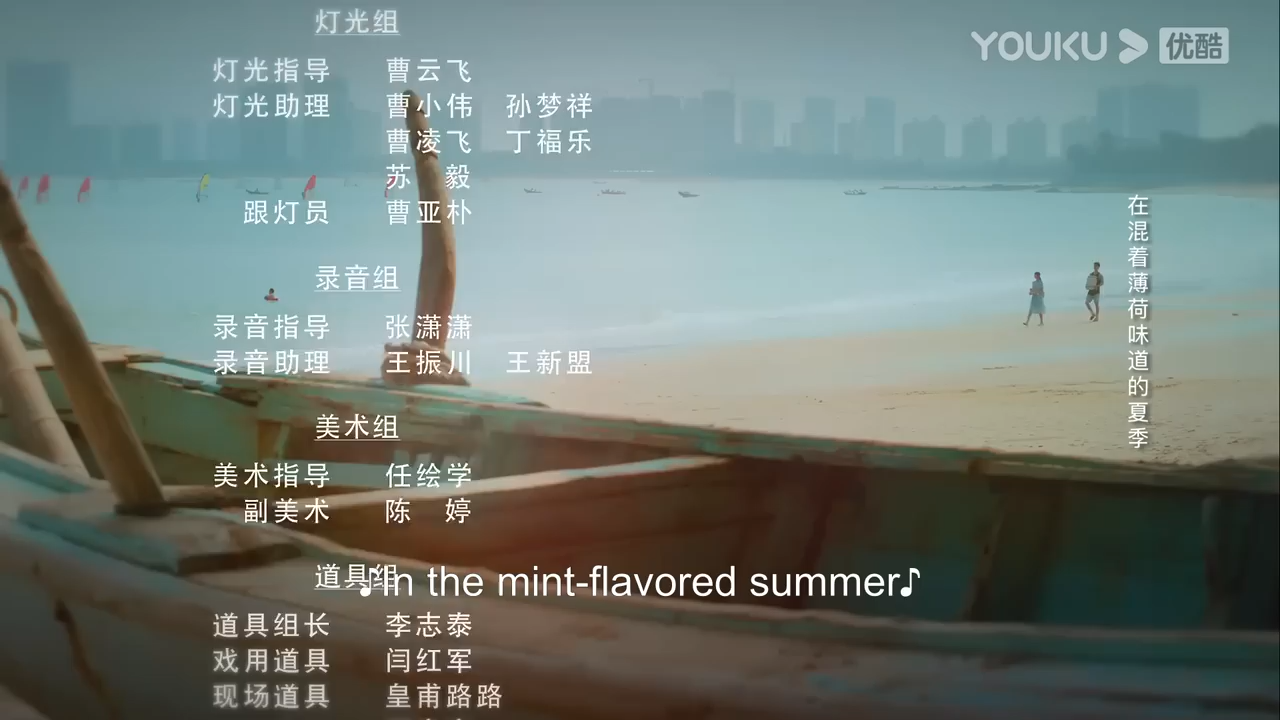 灯光组
YOUKU 优酷
灯光指导 曹云飞
灯光助理 曹小伟 孙梦祥
曹凌飞 丁福乐
苏 毅
跟灯员 曹亚朴
在混着薄荷味道的夏季
录音组
录音指导 张潇潇
录音助理 王振川 王新盟
美术组
美术指导 任绘学
副美术 陈 婷
道具组
♪In the mint-flavored summer♪
道具组长 李志泰
戏用道具 闫红军
现场道具 皇甫路路